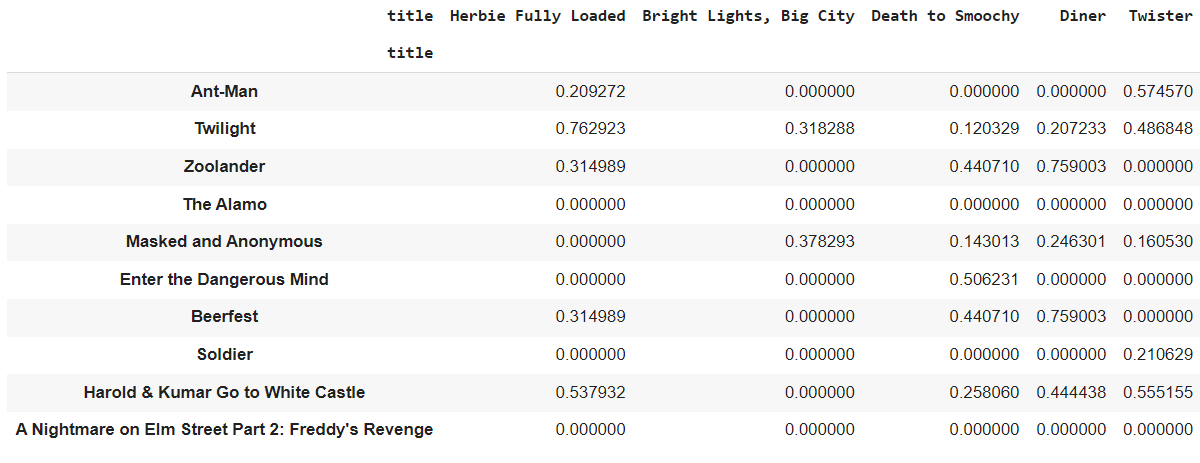 title Herbie Fully Loaded Bright Lights, Big City Death to Smoochy Diner Twister
title
Ant-Man 0.209272 0.000000 0.000000 0.000000 0.574570
Twilight 0.762923 0.318288 0.120329 0.207233 0.486848
Zoolander 0.314989 0.000000 0.440710 0.759003 0.000000
The Alamo 0.000000 0.000000 0.000000 0.000000 0.000000
Masked and Anonymous 0.000000 0.378293 0.143013 0.246301 0.160530
Enter the Dangerous Mind 0.000000 0.000000 0.506231 0.000000 0.000000
Beerfest 0.314989 0.000000 0.440710 0.759003 0.000000
Soldier 0.000000 0.000000 0.000000 0.000000 0.210629
Harold & Kumar Go to White Castle 0.537932 0.000000 0.258060 0.444438 0.555155
A Nightmare on Elm Street Part 2: Freddy's Revenge 0.000000 0.000000 0.000000 0.000000 0.000000